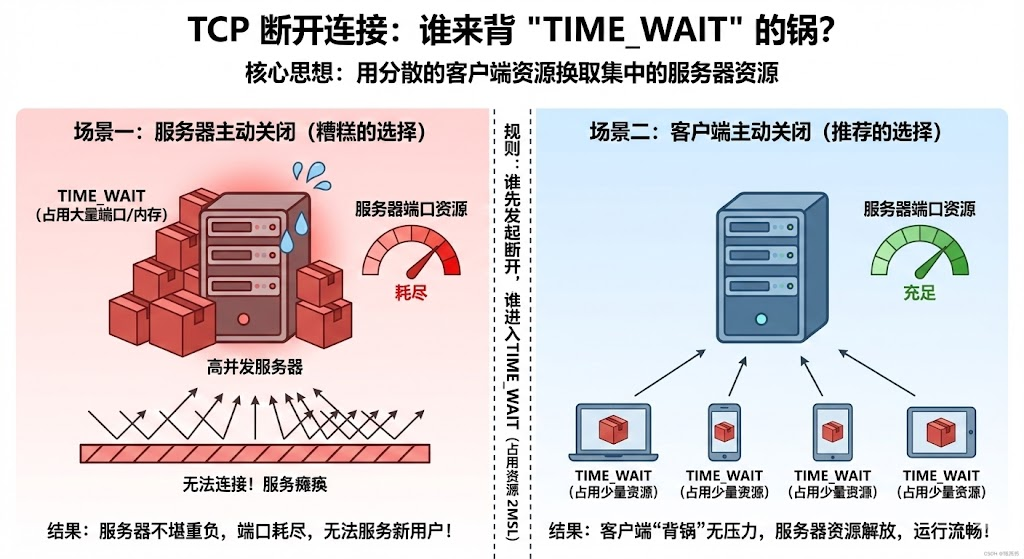 TCP 断开连接：谁来背 "TIME_WAIT" 的锅？
核心思想：用分散的客户端资源换取集中的服务器资源
场景一：服务器主动关闭（糟糕的选择）
TIME_WAIT
（占用大量端口/内存）
服务器端口资源
耗尽
高并发服务器
无法连接！服务瘫痪
结果：服务器不堪重负，端口耗尽，无法服务新用户！
规则：谁先发起断开，谁进入TIME_WAIT（占用资源 2MSL）
场景二：客户端主动关闭（推荐的选择）
服务器端口资源
充足
TIME_WAIT
（占用少量资源）
TIME_WAIT
（占用少量资源）
TIME_WAIT
（占用少量资源）
TIME_WAIT
（占用少量资源）
结果：客户端“背锅”无压力，服务器资源解放，运行流畅！